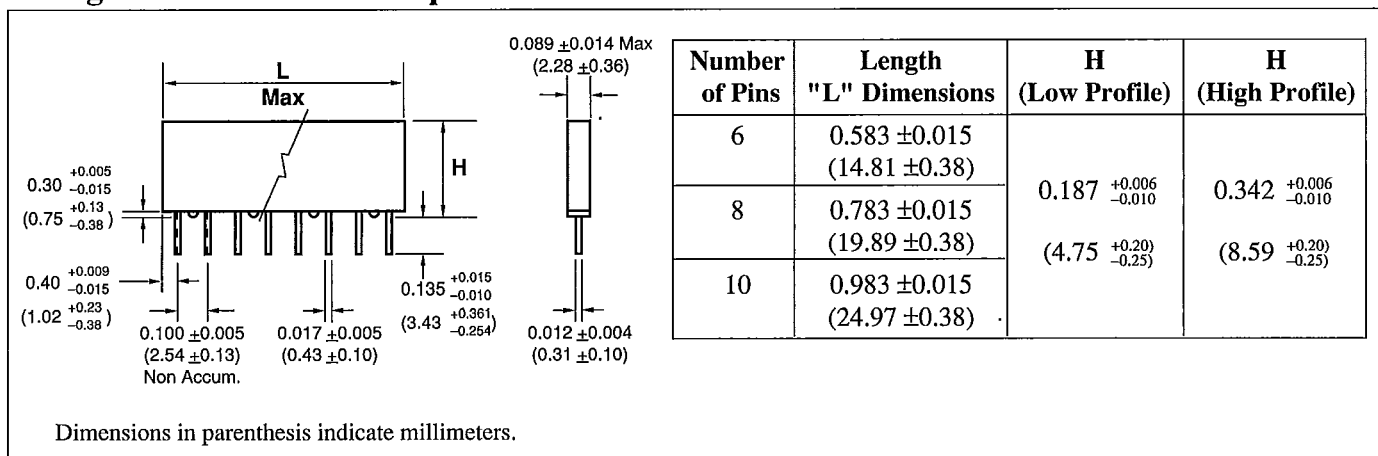 0.089 ±0.014 Max
(2.28 ±0.36)
L
Max
H
0.30 +0.005 −0.015
(0.75 +0.13 −0.38 )
0.40 +0.009 −0.015
(1.02 +0.23 −0.38 )
0.100 ±0.005
(2.54 ±0.13)
Non Accum.
0.017 ±0.005
(0.43 ±0.10)
0.135 +0.015 −0.010
(3.43 +0.361 −0.254 )
0.012 ±0.004
(0.31 ±0.10)
Number of Pins
Length "L" Dimensions
H (Low Profile)
H (High Profile)
6
0.583 ±0.015
(14.81 ±0.38)
8
0.783 ±0.015
(19.89 ±0.38)
10
0.983 ±0.015
(24.97 ±0.38)
0.187 +0.006 −0.010
(4.75 +0.20) −0.25)
0.342 +0.006 −0.010
(8.59 +0.20) −0.25)
Dimensions in parenthesis indicate millimeters.